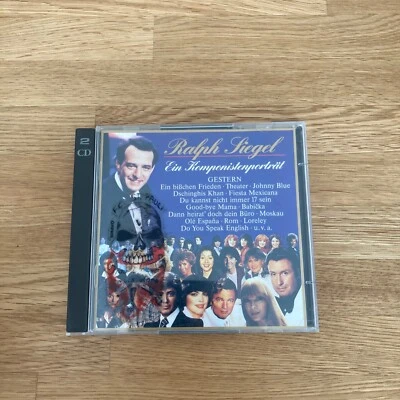 2
CD
Ralph Siegel
Ein Komponistenporträt
GESTERN
Ein bißchen Frieden · Theater · Johnny Blue
Dschinghis Khan · Fiesta Mexicana
Du kannst nicht immer 17 sein
Good-bye Mama · Babička
Dann heirat' doch dein Büro · Moskau
Olé España · Rom · Loreley
Do You Speak English · u.v.a.